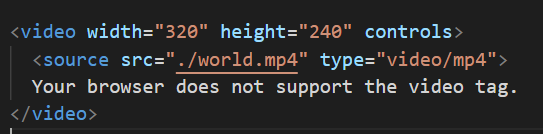 <video width="320" height="240" controls>
<source src="./world.mp4" type="video/mp4">
Your browser does not support the video tag.
</video>